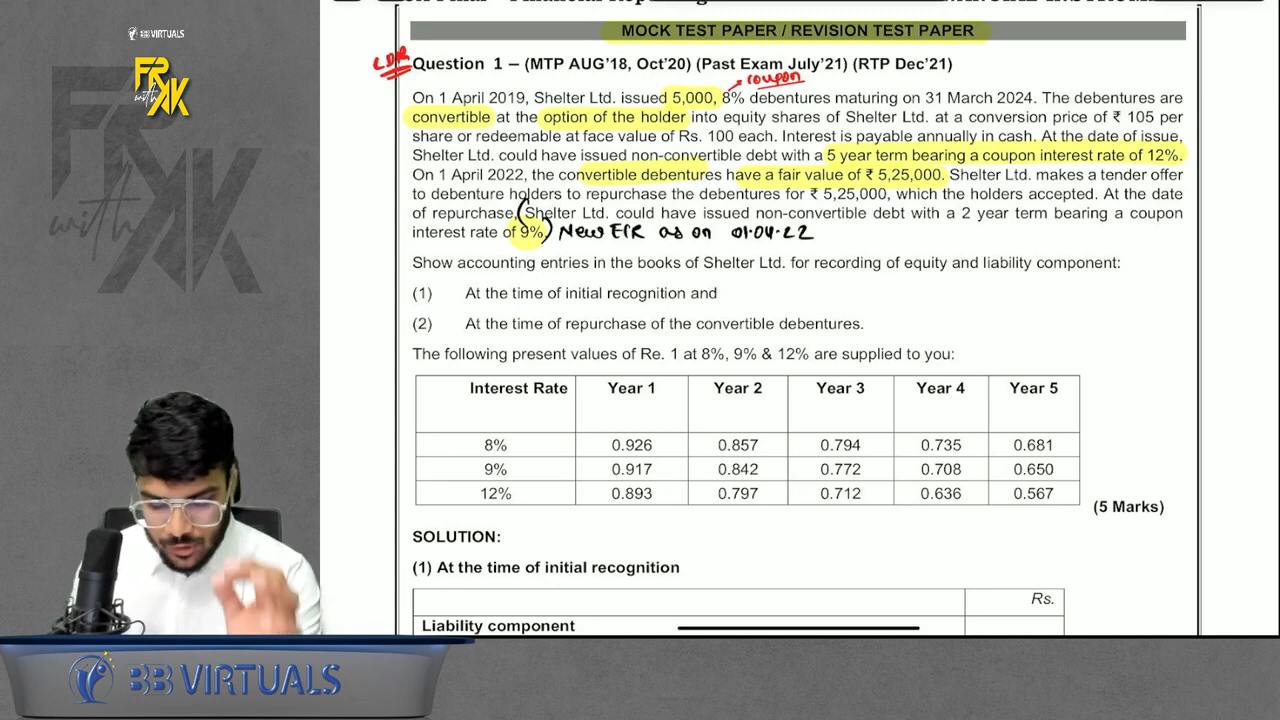 BB VIRTUALS
FR
with
AK
FR
with
AK
MOCK TEST PAPER / REVISION TEST PAPER
LDR
Question 1 – (MTP AUG'18, Oct'20) (Past Exam July'21) (RTP Dec'21)
coupon
On 1 April 2019, Shelter Ltd. issued 5,000, 8% debentures maturing on 31 March 2024. The debentures are
convertible at the option of the holder into equity shares of Shelter Ltd. at a conversion price of ₹ 105 per
share or redeemable at face value of Rs. 100 each. Interest is payable annually in cash. At the date of issue,
Shelter Ltd. could have issued non-convertible debt with a 5 year term bearing a coupon interest rate of 12%.
On 1 April 2022, the convertible debentures have a fair value of ₹ 5,25,000. Shelter Ltd. makes a tender offer
to debenture holders to repurchase the debentures for ₹ 5,25,000, which the holders accepted. At the date
of repurchase, Shelter Ltd. could have issued non-convertible debt with a 2 year term bearing a coupon
interest rate of 9%. New EIR as on 01.04.22
Show accounting entries in the books of Shelter Ltd. for recording of equity and liability component:
(1) At the time of initial recognition and
(2) At the time of repurchase of the convertible debentures.
The following present values of Re. 1 at 8%, 9% & 12% are supplied to you:
Interest Rate Year 1 Year 2 Year 3 Year 4 Year 5
8% 0.926 0.857 0.794 0.735 0.681
9% 0.917 0.842 0.772 0.708 0.650
12% 0.893 0.797 0.712 0.636 0.567
(5 Marks)
SOLUTION:
(1) At the time of initial recognition
Rs.
Liability component
BB VIRTUALS